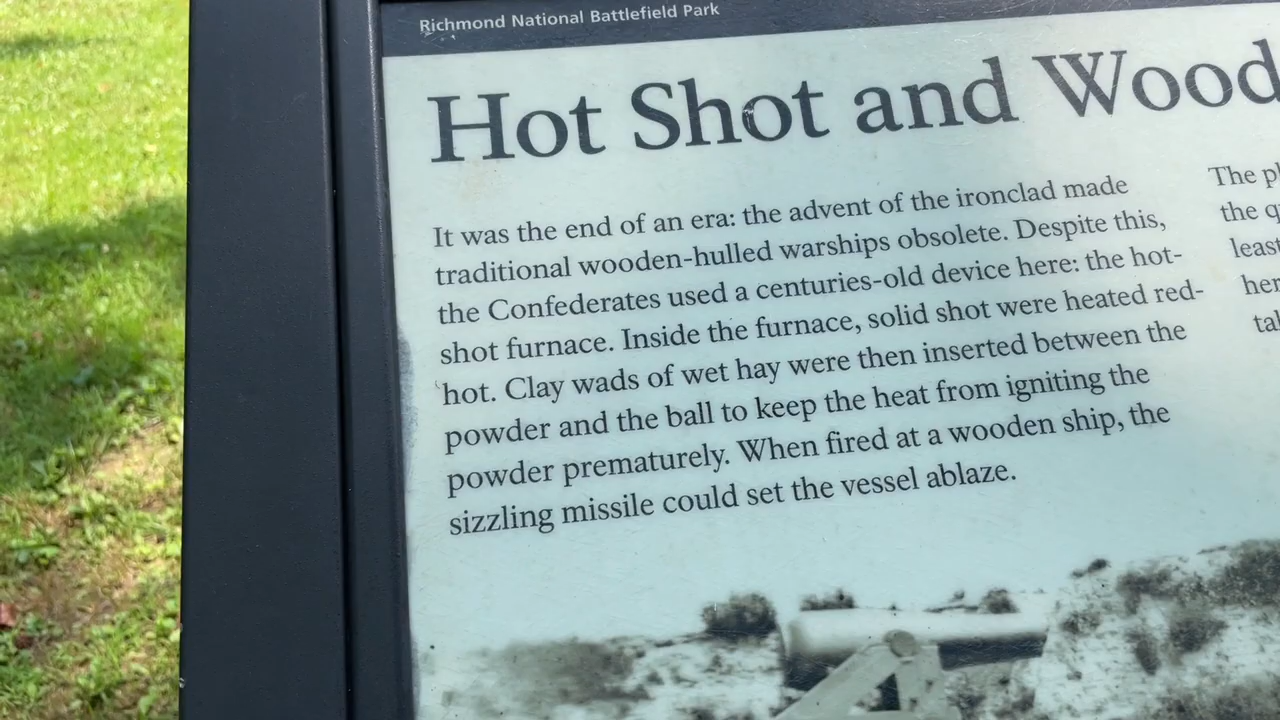 Richmond National Battlefield Park
Hot Shot and Wood
It was the end of an era: the advent of the ironclad made
traditional wooden-hulled warships obsolete. Despite this,
the Confederates used a centuries-old device here: the hot-
shot furnace. Inside the furnace, solid shot were heated red-
hot. Clay wads of wet hay were then inserted between the
powder and the ball to keep the heat from igniting the
powder prematurely. When fired at a wooden ship, the
sizzling missile could set the vessel ablaze.
The
the
least